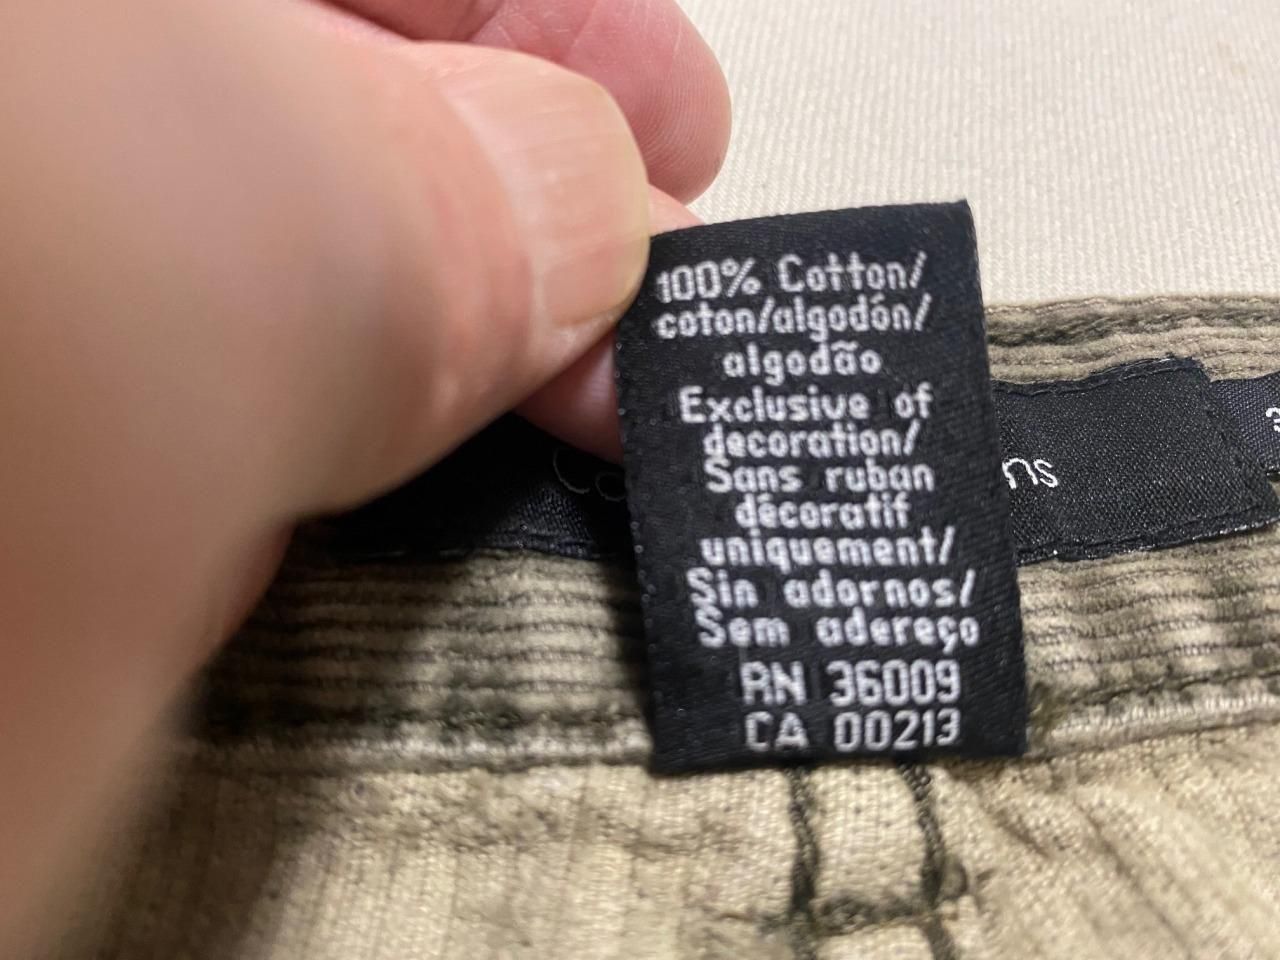 100% Cotton/
coton/algodón/
algodão
Exclusive of
decoration/
Sans ruban
décoratif
uniquement/
Sin adornos/
Sem adereço
RN 36009
CA 00213